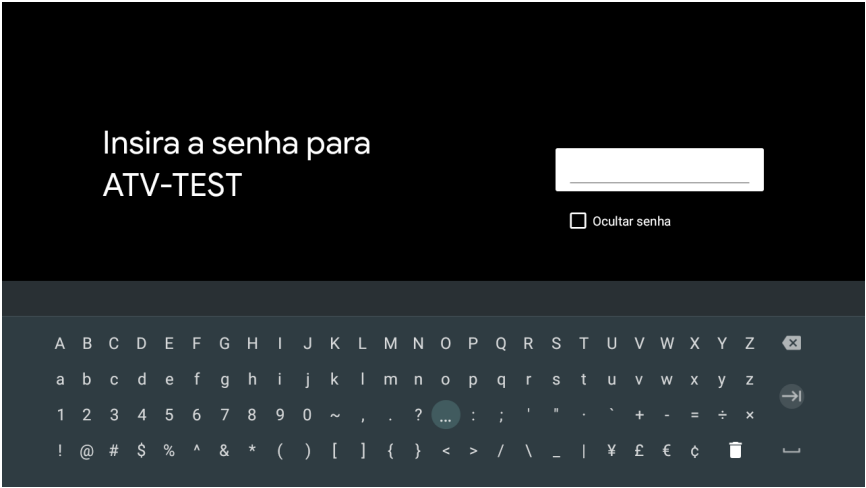 Insira a senha para
ATV-TEST
Ocultar senha
A B C D E F G H I J K L M N O P Q R S T U V W X Y Z
a b c d e f g h i j k l m n o p q r s t u v w x y z
1 2 3 4 5 6 7 8 9 0 ~ , . ? … : ; ' " · ` + - = ÷ ×
! @ # $ % ^ & * ( ) [ ] { } < > / \ _ | ¥ £ € ¢